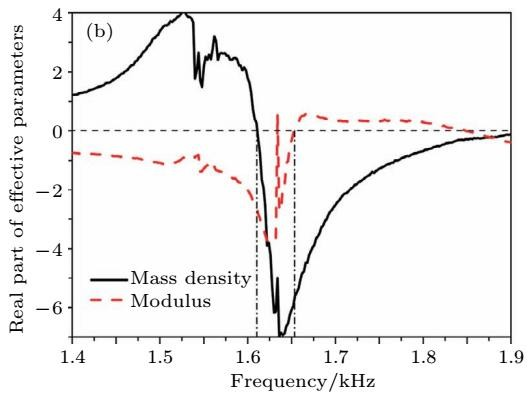 (b)
Real part of effective parameters
4
2
0
−2
−4
−6
Mass density
Modulus
1.4 1.5 1.6 1.7 1.8 1.9
Frequency/kHz